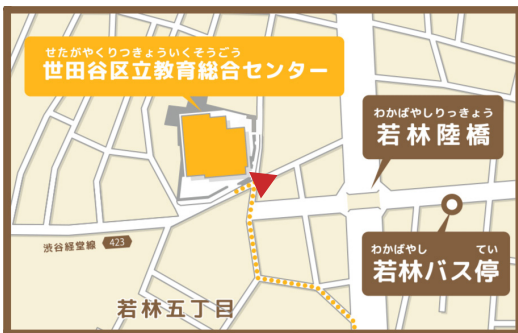 せたがやくりつきょういくそうごう
世田谷区立教育総合センター
わかばやしりっきょう
若林陸橋
渋谷経堂線 423
わかばやし てい
若林バス停
若林五丁目